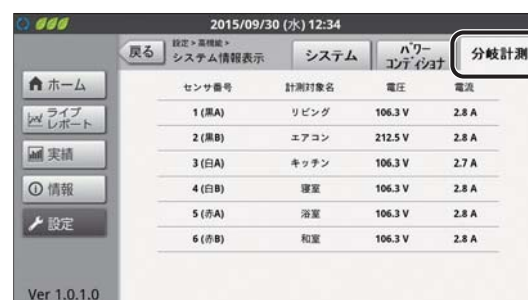 2015/09/30 (水) 12:34
戻る
設定 > 高機能 >
システム情報表示
システム
パワー
コンディショナ
分岐計測
ホーム
ライブ
レポート
実績
情報
設定
Ver 1.0.1.0
センサ番号 計測対象名 電圧 電流
1 (黒A) リビング 106.3 V 2.8 A
2 (黒B) エアコン 212.5 V 2.8 A
3 (白A) キッチン 106.3 V 2.7 A
4 (白B) 寝室 106.3 V 2.8 A
5 (赤A) 浴室 106.3 V 2.8 A
6 (赤B) 和室 106.3 V 2.8 A